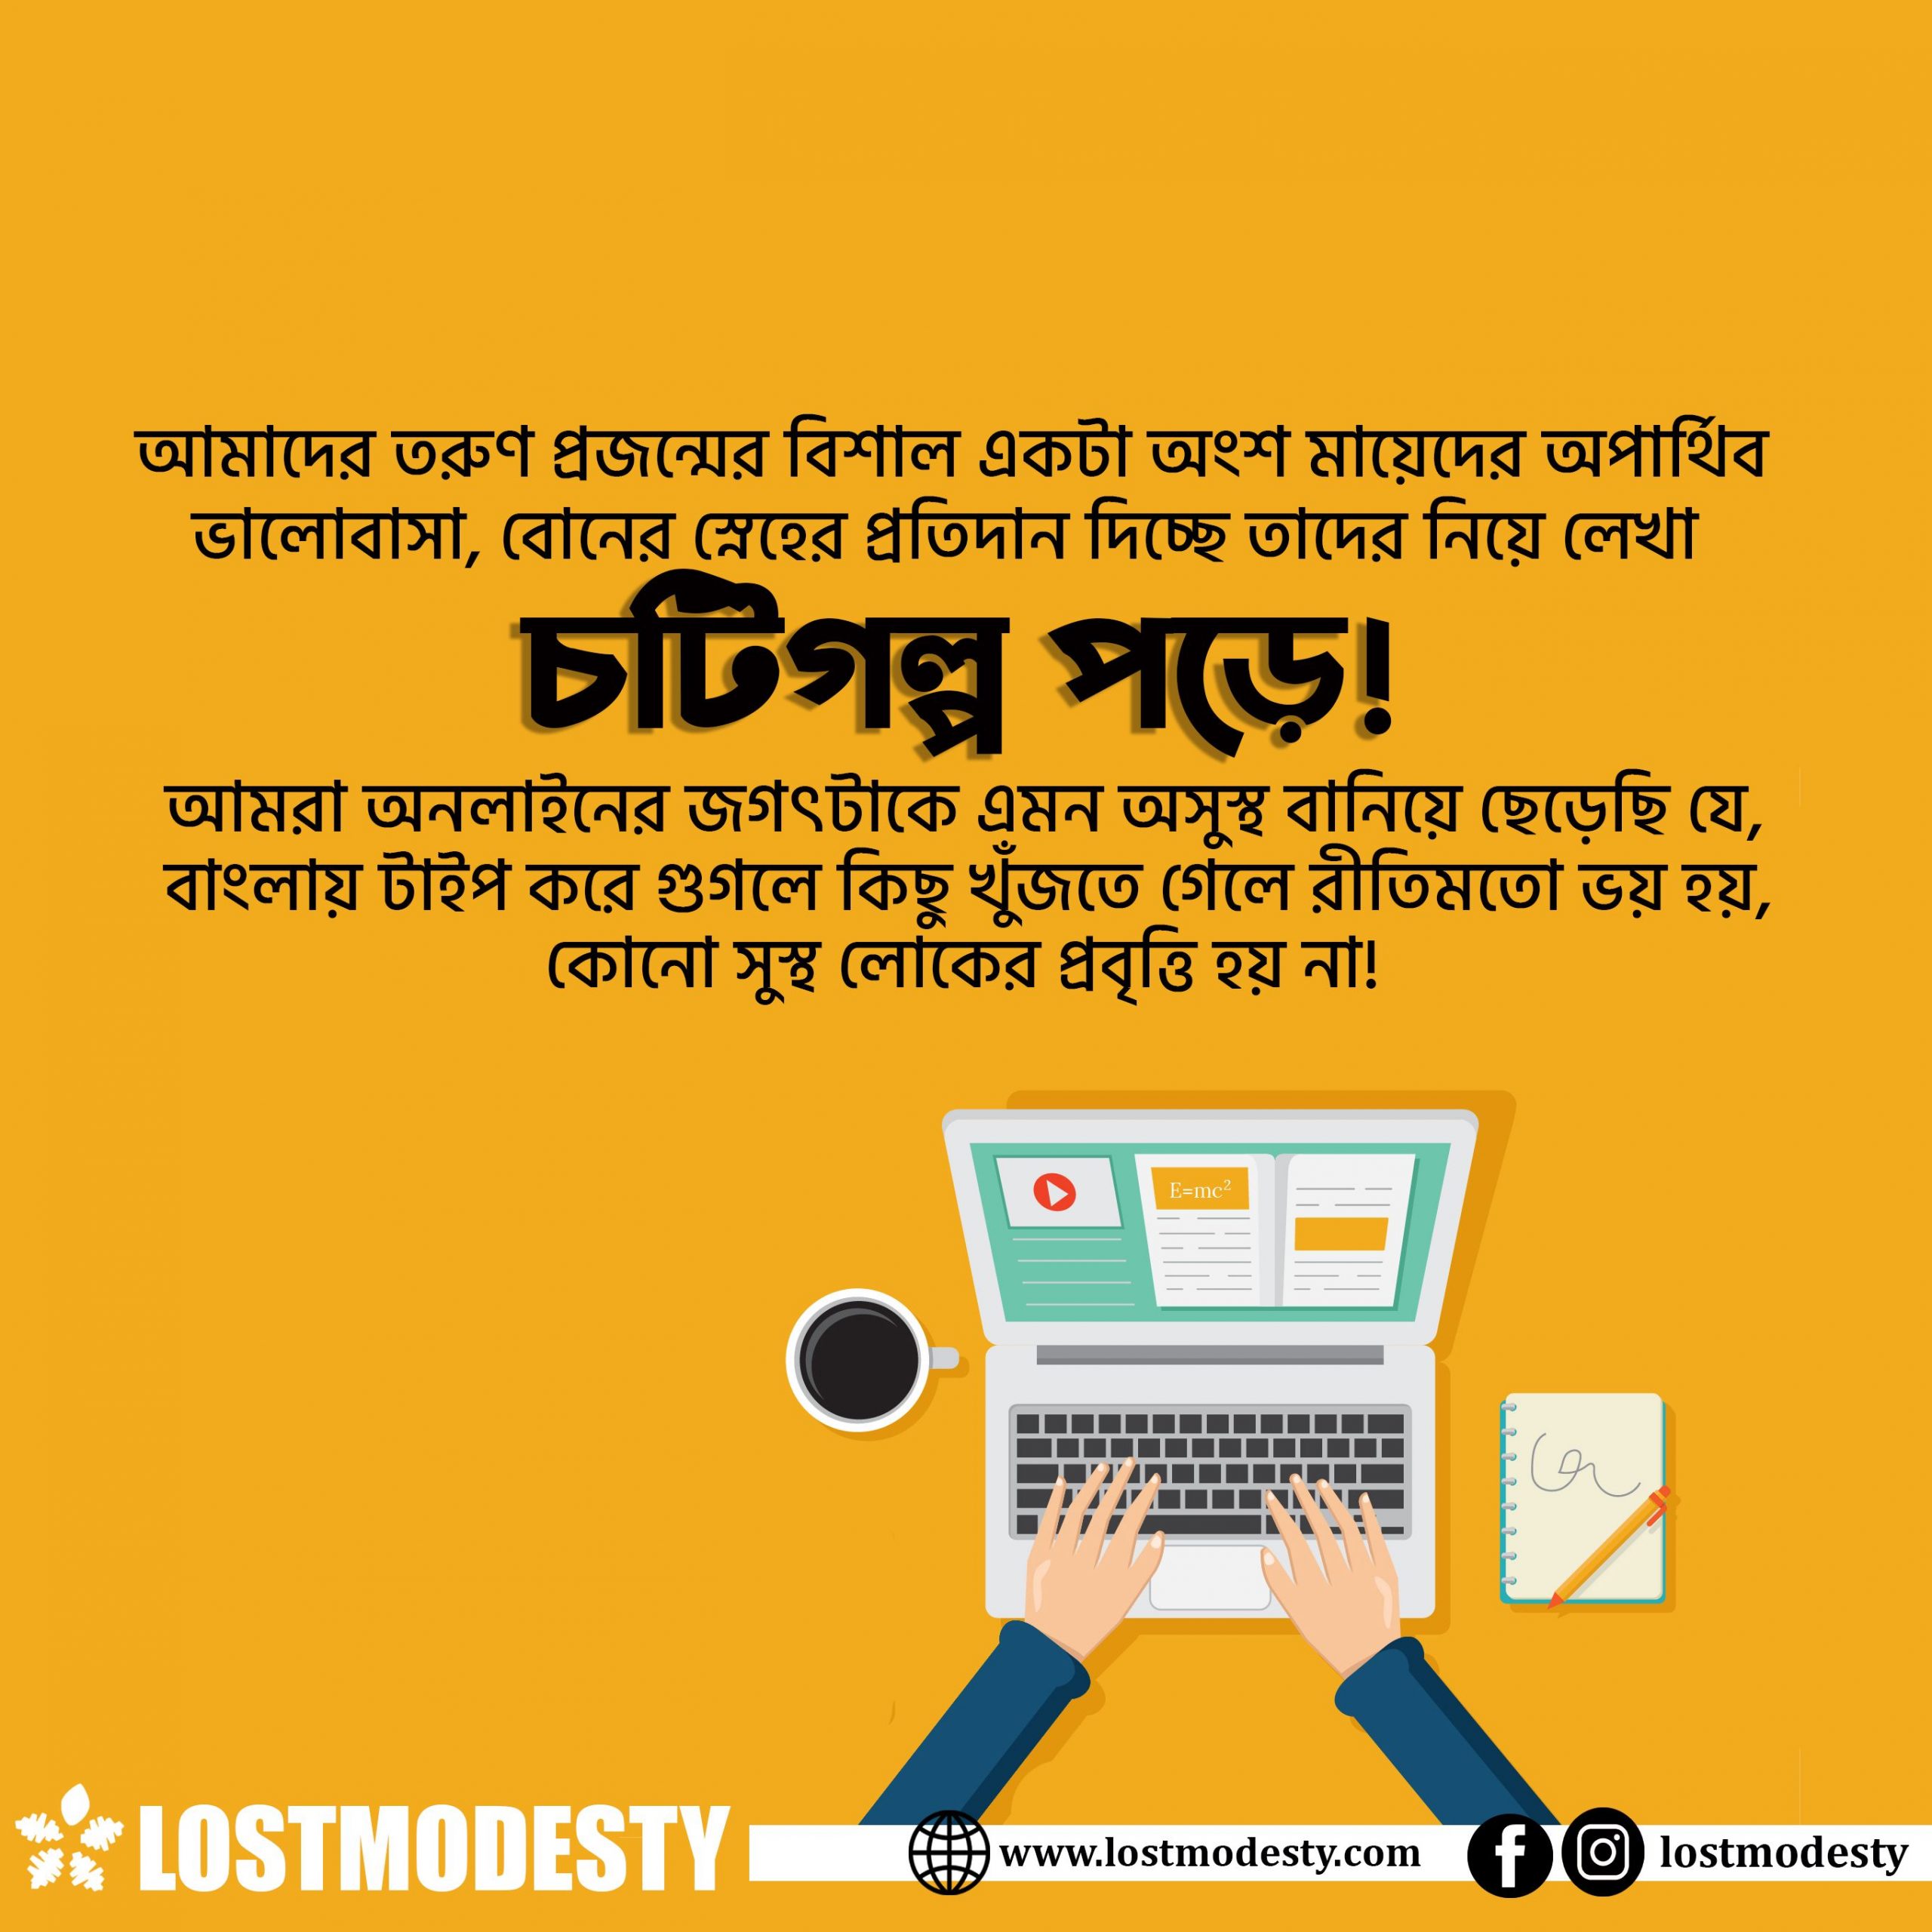 আমাদের তরুণ প্রজন্মের বিশাল একটা অংশ মায়েদের অপার্থিব
ভালোবাসা, বোনের স্নেহের প্রতিদান দিচ্ছে তাদের নিয়ে লেখা
চটিগল্প পড়ে!
আমরা অনলাইনের জগৎটাকে এমন অসুস্থ বানিয়ে ছেড়েছি যে,
বাংলায় টাইপ করে গুগলে কিছু খুঁজতে গেলে রীতিমতো ভয় হয়,
কোনো সুস্থ লোকের প্রবৃত্তি হয় না!
E=mc²
LOSTMODESTY
www.lostmodesty.com
lostmodesty